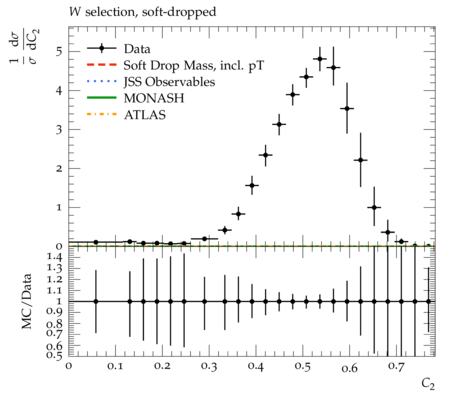 W selection, soft-dropped
1/σ dσ/dC₂
Data
Soft Drop Mass, incl. pT
JSS Observables
MONASH
ATLAS
5
4
3
2
1
0
MC/Data
1.4
1.3
1.2
1.1
1
0.9
0.8
0.7
0.6
0.5
0 0.1 0.2 0.3 0.4 0.5 0.6 0.7
C₂